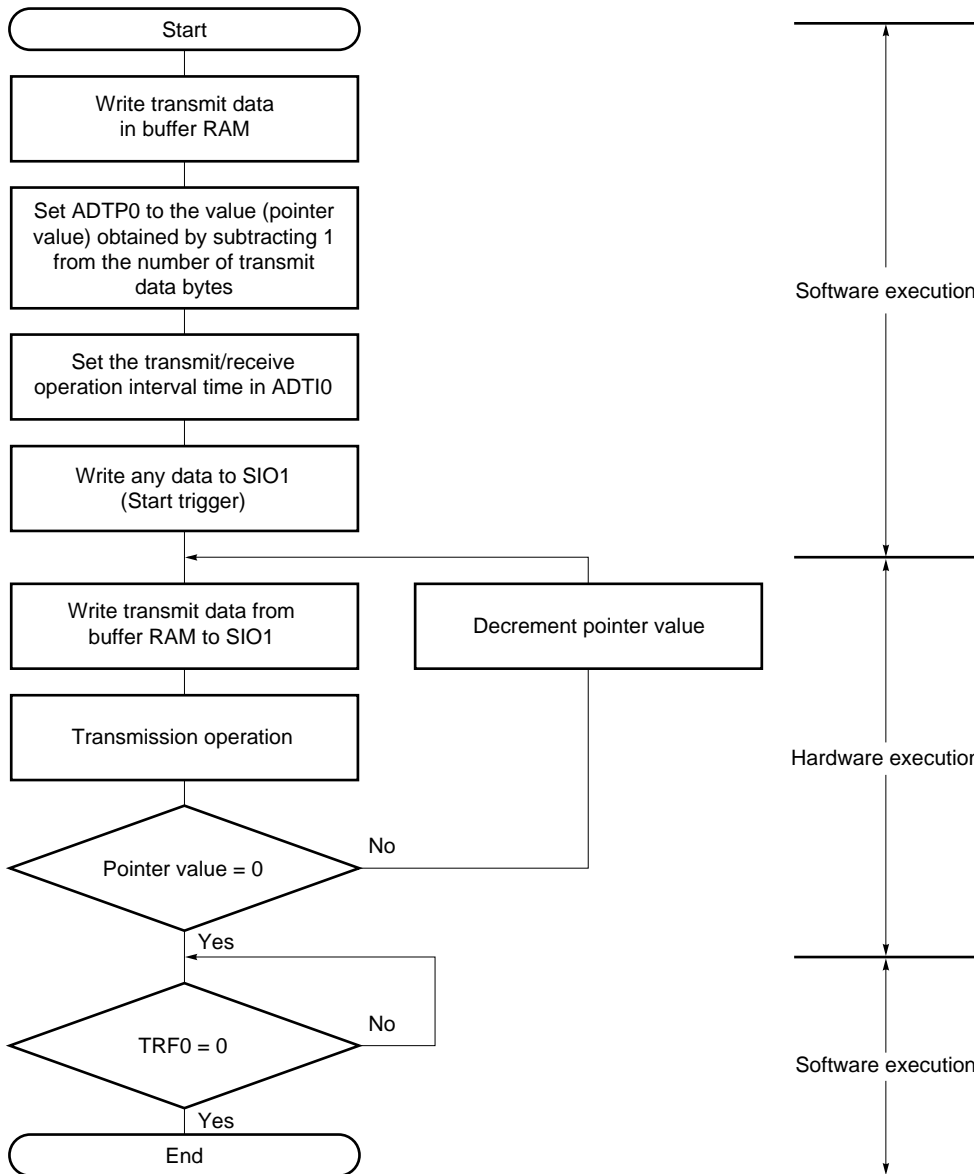 Start
Write transmit data
in buffer RAM
Set ADTP0 to the value (pointer
value) obtained by subtracting 1
from the number of transmit
data bytes
Software execution
Set the transmit/receive
operation interval time in ADTI0
Write any data to SIO1
(Start trigger)
Write transmit data from
buffer RAM to SIO1
Decrement pointer value
Transmission operation
Hardware execution
No
Pointer value = 0
Yes
No
TRF0 = 0
Software execution
Yes
End